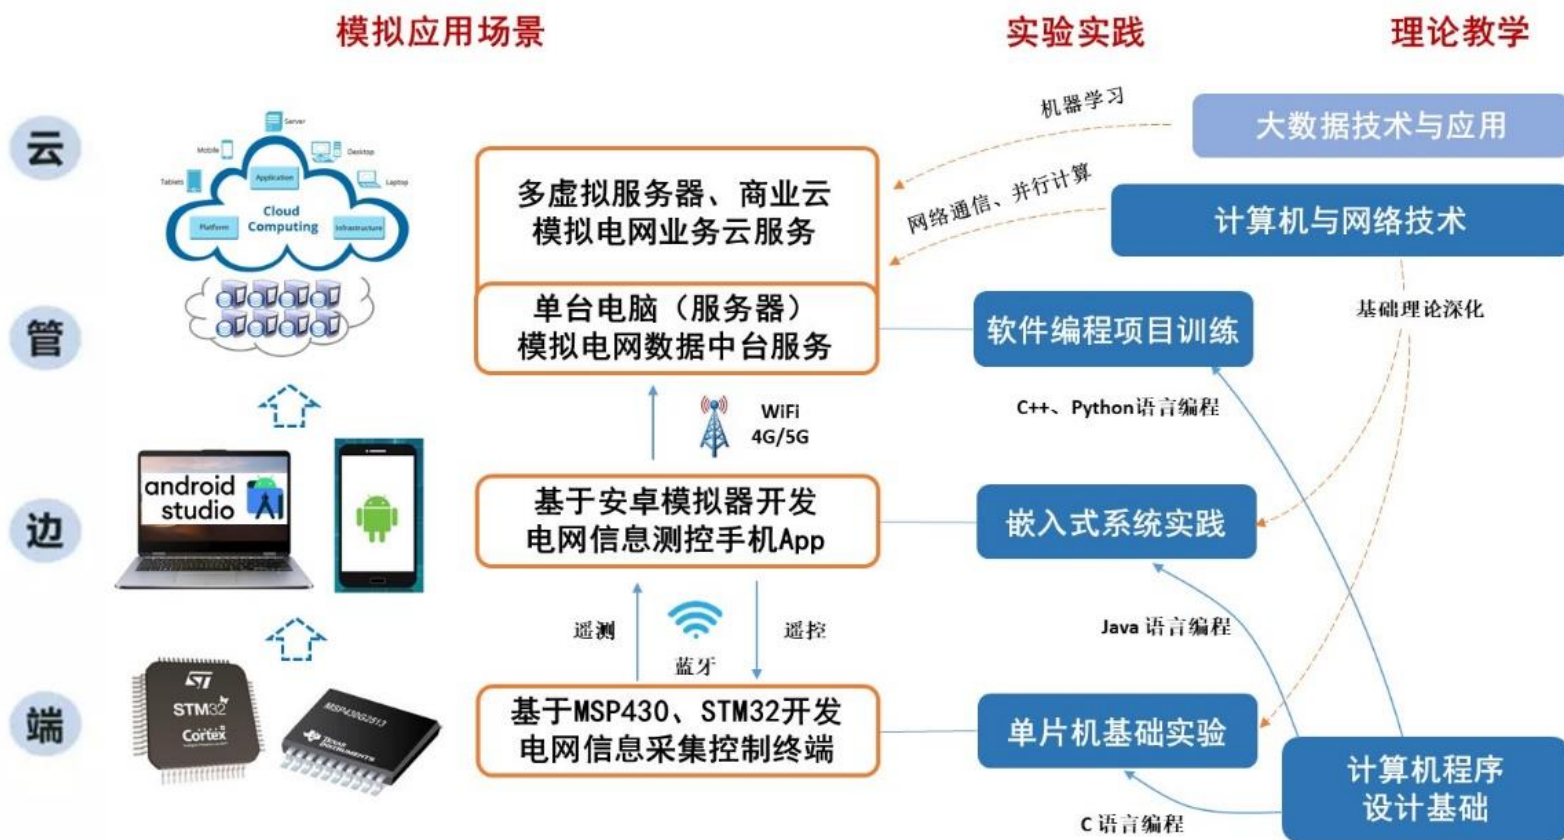 模拟应用场景
实验实践
理论教学
云
Server
Mobile
Desktop
Tablets
Application
Laptop
Cloud
Computing
Platform
Infrastructure
多虚拟服务器、商业云
模拟电网业务云服务
机器学习
大数据技术与应用
网络通信、并行计算
计算机与网络技术
管
单台电脑（服务器）
模拟电网数据中台服务
软件编程项目训练
基础理论深化
C++、Python语言编程
WiFi
4G/5G
边
android
studio
基于安卓模拟器开发
电网信息测控手机App
嵌入式系统实践
遥测
遥控
蓝牙
Java 语言编程
端
STM32
Cortex
MSP430G2513
TEXAS
INSTRUMENTS
基于MSP430、STM32开发
电网信息采集控制终端
单片机基础实验
计算机程序
设计基础
C 语言编程